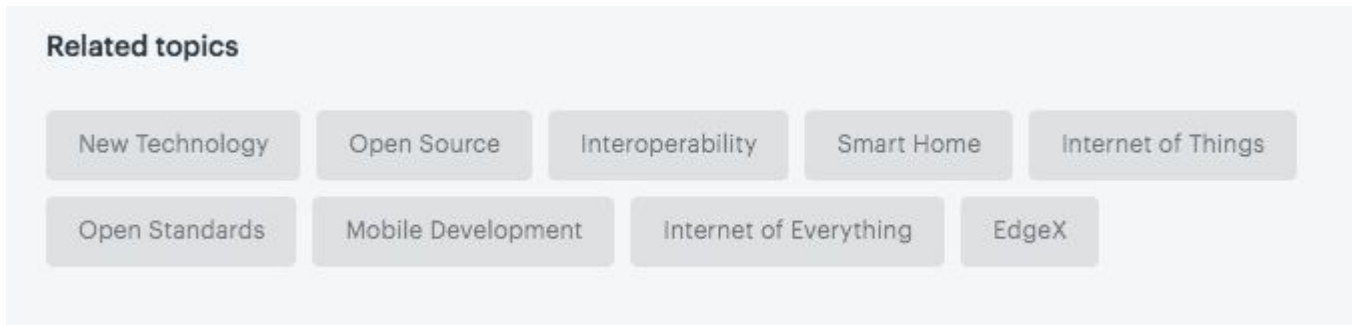 Related topics
New Technology Open Source Interoperability Smart Home Internet of Things
Open Standards Mobile Development Internet of Everything EdgeX